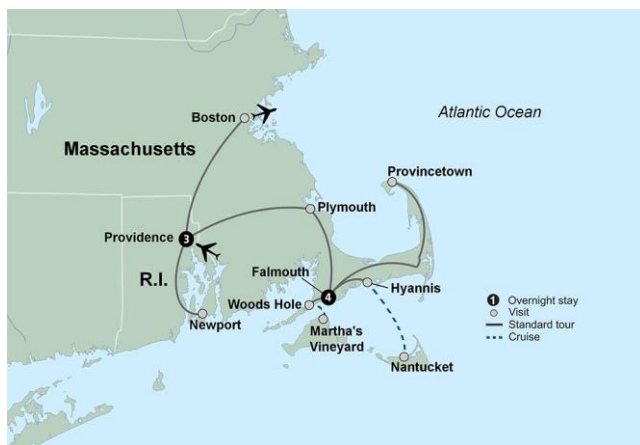 Boston
Atlantic Ocean
Massachusetts
Provincetown
Plymouth
Providence
3
Falmouth
R.I.
4
Hyannis
Woods Hole
Newport
Martha's
Vineyard
Nantucket
1 Overnight stay
Visit
Standard tour
Cruise